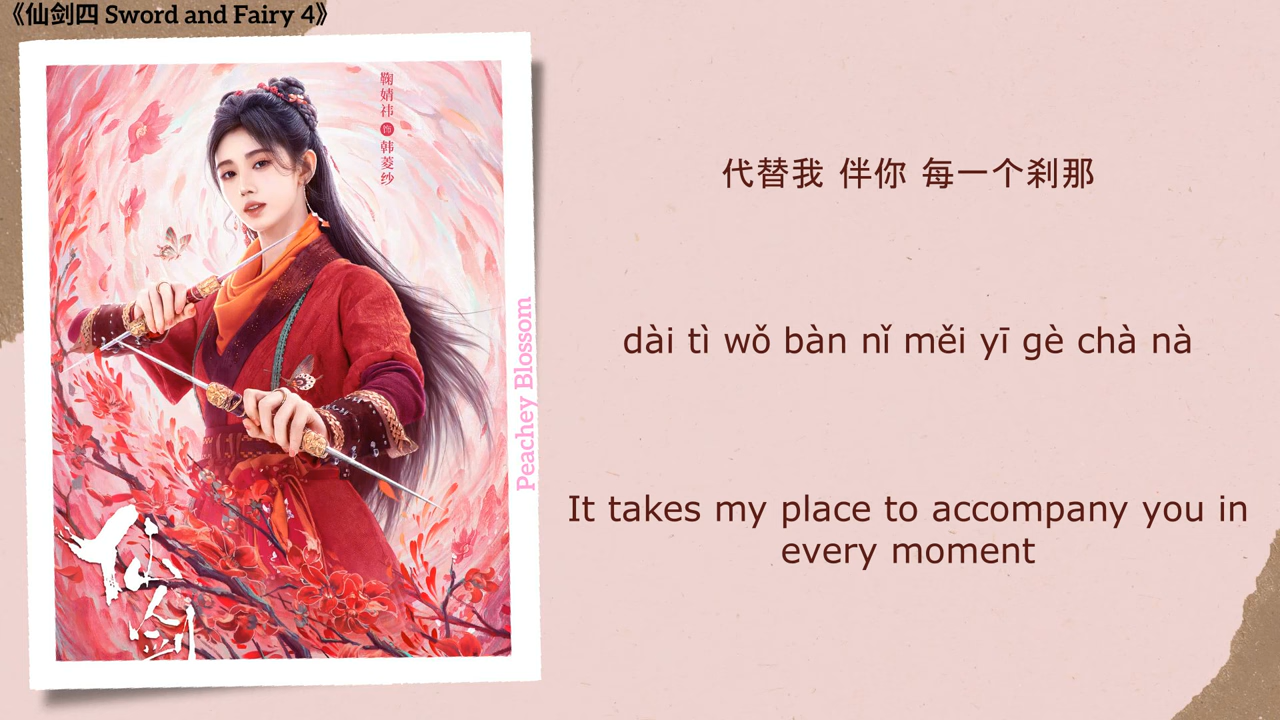 《仙剑四 Sword and Fairy 4》
鞠婧祎 饰 韩菱纱
仙剑
Peachey Blossom
代替我 伴你 每一个刹那
dài tì wǒ bàn nǐ měi yī gè chà nà
It takes my place to accompany you in
every moment